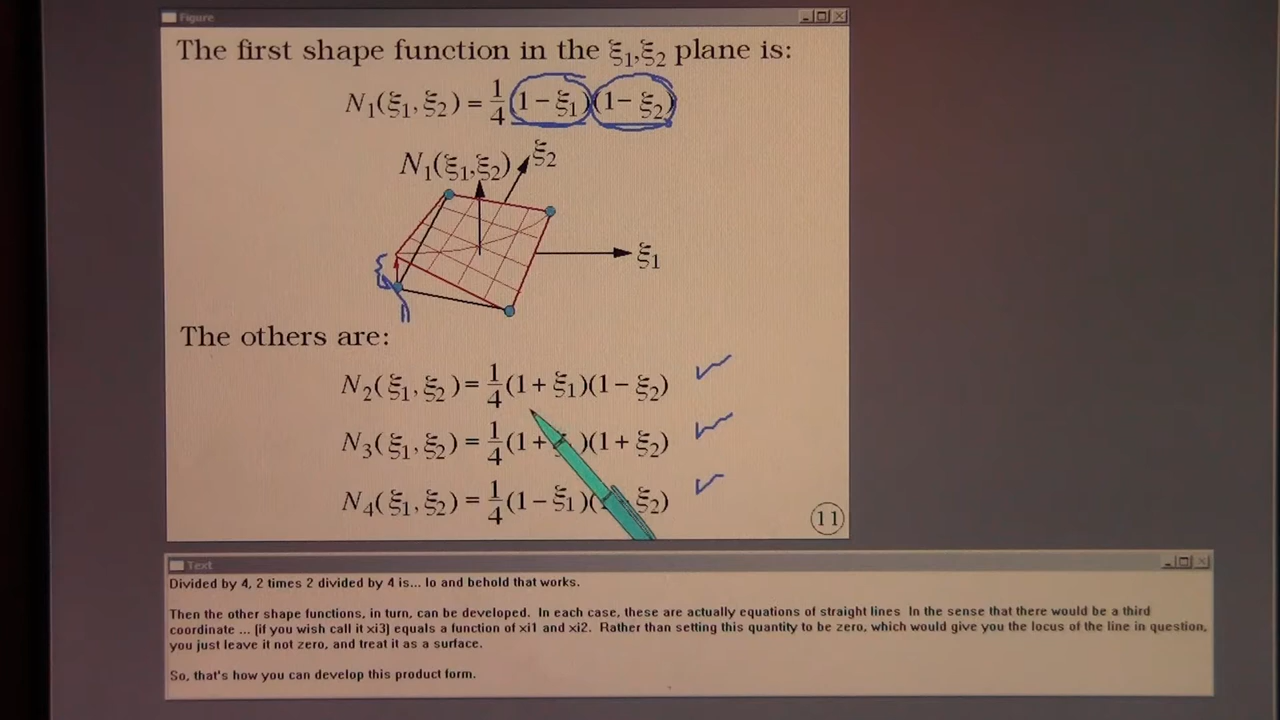 Figure
The first shape function in the ξ₁,ξ₂ plane is:
N₁(ξ₁, ξ₂) = 1/4 (1 − ξ₁)(1 − ξ₂)
N₁(ξ₁,ξ₂)
ξ₂
ξ₁
The others are:
N₂(ξ₁, ξ₂) = 1/4 (1 + ξ₁)(1 − ξ₂)
N₃(ξ₁, ξ₂) = 1/4 (1 + )(1 + ξ₂)
N₄(ξ₁, ξ₂) = 1/4 (1 − ξ₁)( ξ₂)
11
Text
Divided by 4, 2 times 2 divided by 4 is... lo and behold that works.
Then the other shape functions, in turn, can be developed. In each case, these are actually equations of straight lines In the sense that there would be a third
coordinate ... [if you wish call it xi3] equals a function of xi1 and xi2. Rather than setting this quantity to be zero, which would give you the locus of the line in question,
you just leave it not zero, and treat it as a surface.
So, that's how you can develop this product form.